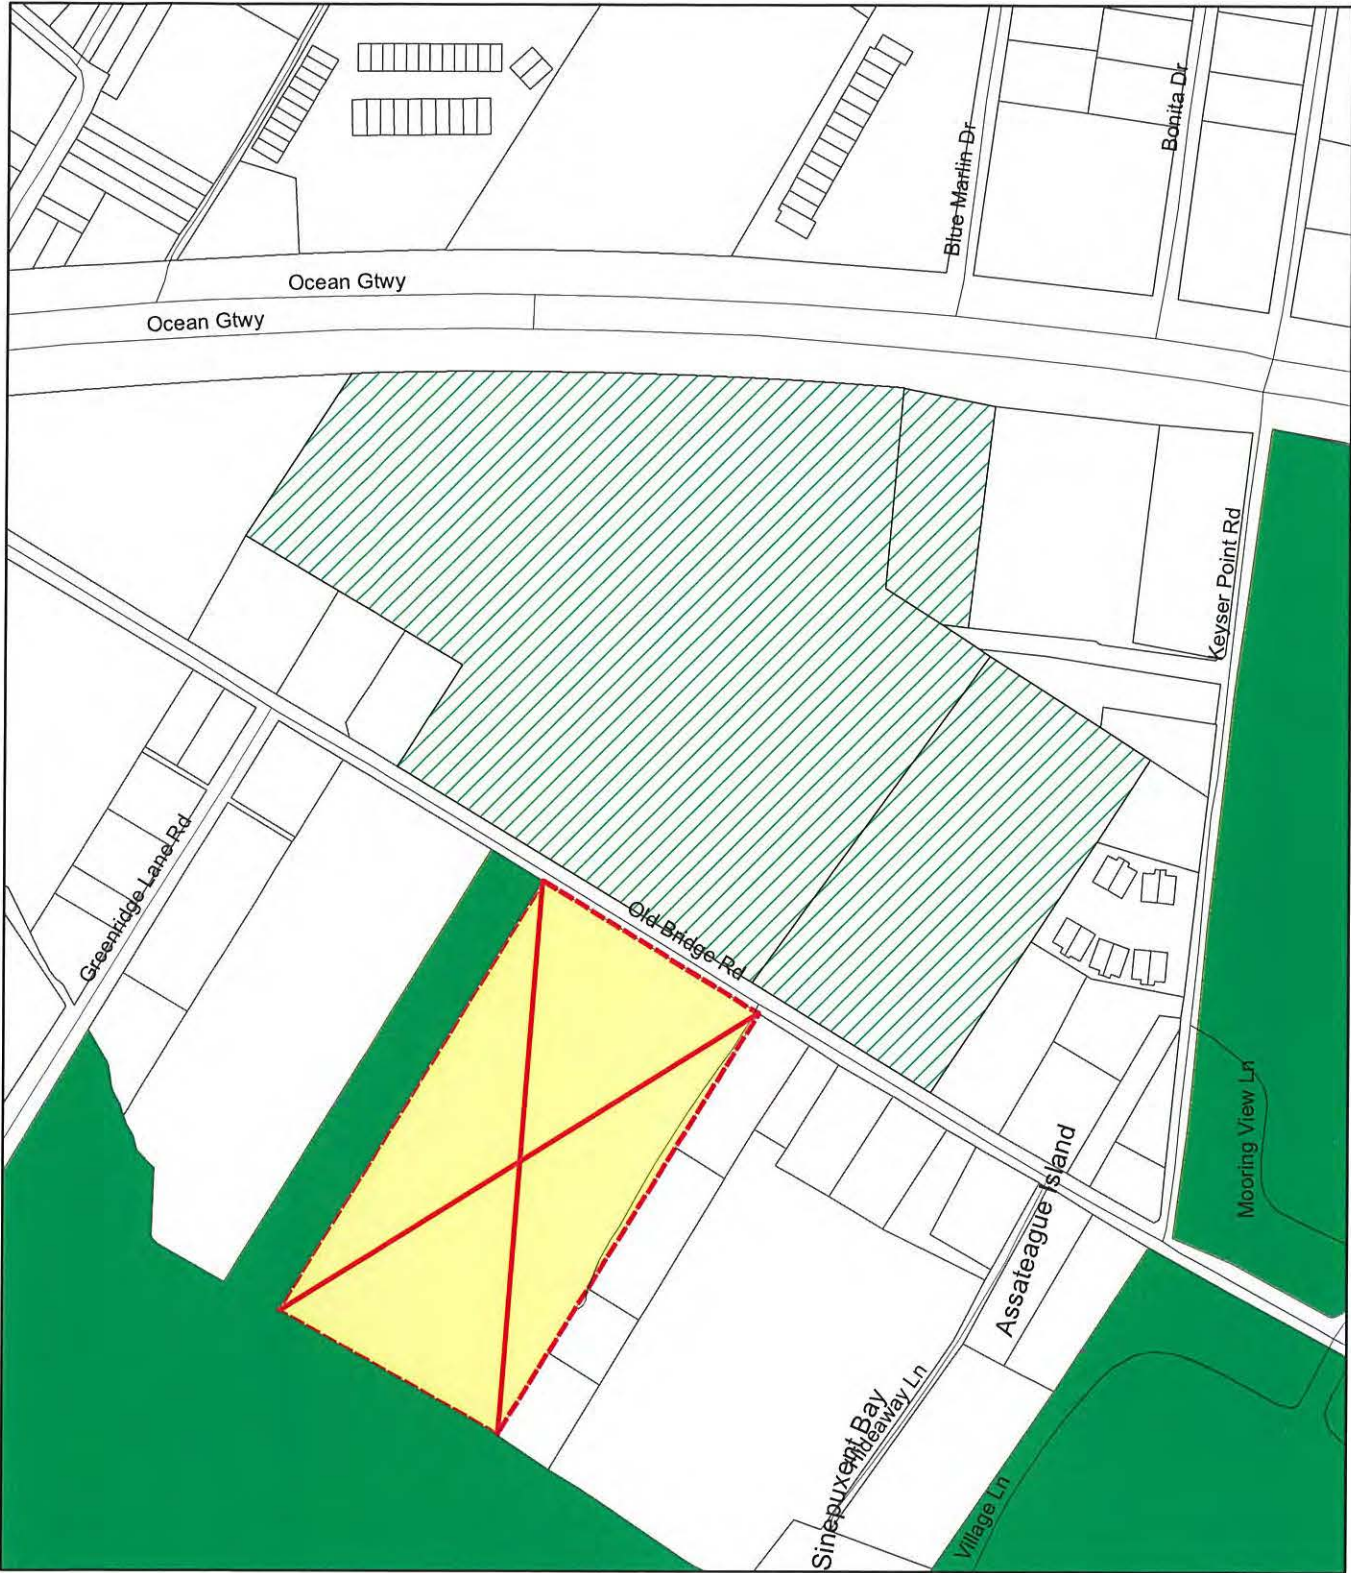 Bonita Dr
Blue Marlin Dr
Ocean Gtwy
Ocean Gtwy
Keyser Point Rd
Greenridge Lane Rd
Old Bridge Rd
Mooring View Ln
Assateague Island
Hideaway Ln
Sinepuxent Bay
Village Ln